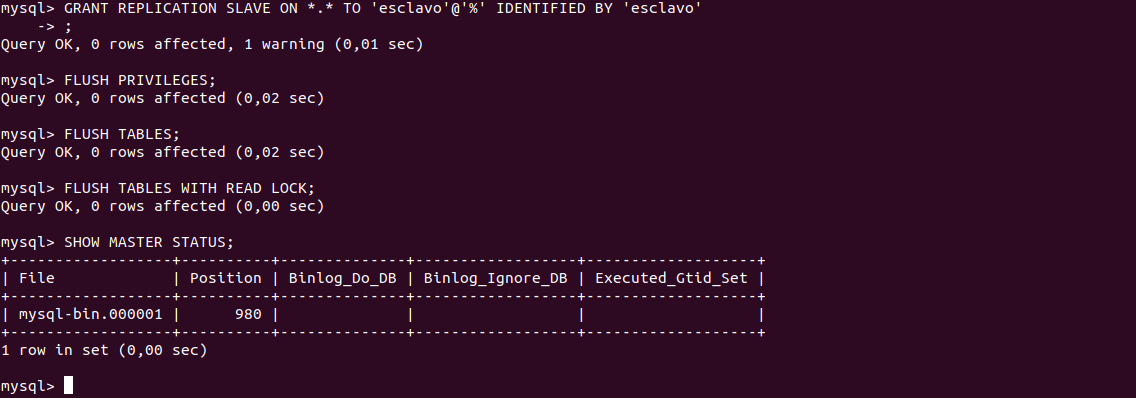 mysql> GRANT REPLICATION SLAVE ON *.* TO 'esclavo'@'%' IDENTIFIED BY 'esclavo'
    -> ;
Query OK, 0 rows affected, 1 warning (0,01 sec)
mysql> FLUSH PRIVILEGES;
Query OK, 0 rows affected (0,02 sec)
mysql> FLUSH TABLES;
Query OK, 0 rows affected (0,02 sec)
mysql> FLUSH TABLES WITH READ LOCK;
Query OK, 0 rows affected (0,00 sec)
mysql> SHOW MASTER STATUS;
+------------------+----------+--------------+------------------+-------------------+
| File             | Position | Binlog_Do_DB | Binlog_Ignore_DB | Executed_Gtid_Set |
+------------------+----------+--------------+------------------+-------------------+
| mysql-bin.000001 |      980 |              |                  |                   |
+------------------+----------+--------------+------------------+-------------------+
1 row in set (0,00 sec)
mysql>